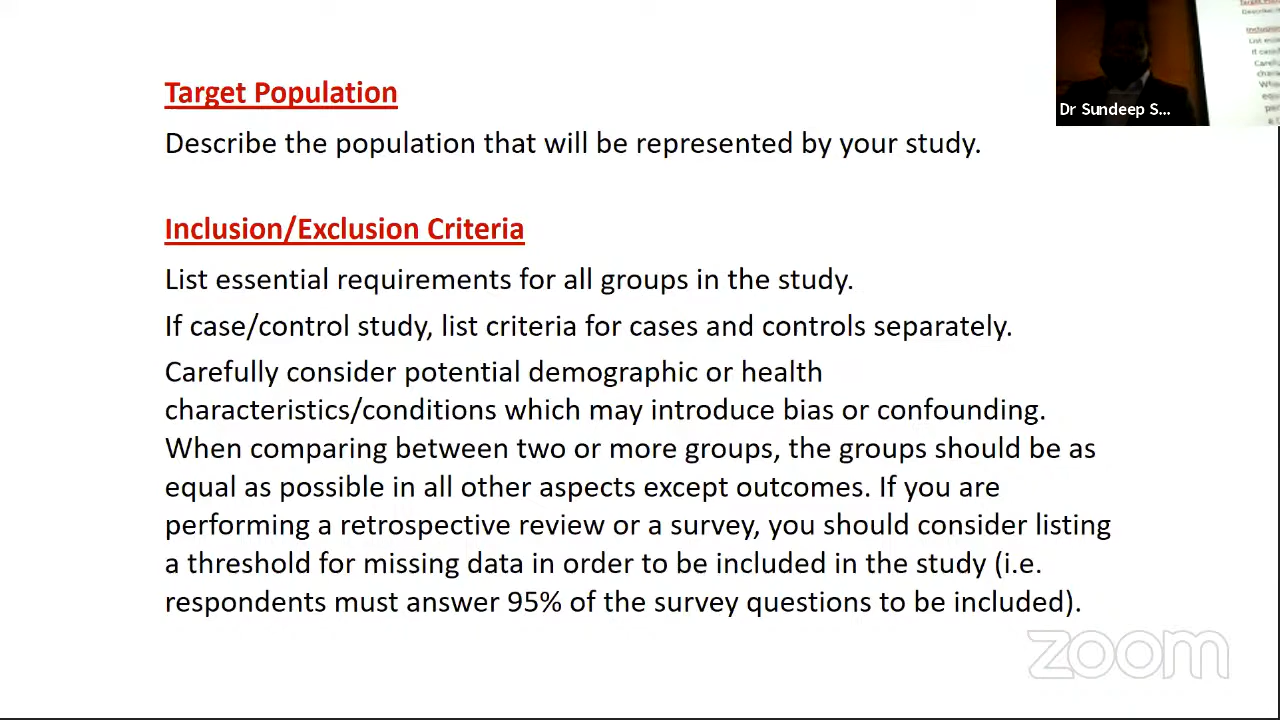 Target Population
Describe the population that will be represented by your study.
Inclusion/Exclusion Criteria
List essential requirements for all groups in the study.
If case/control study, list criteria for cases and controls separately.
Carefully consider potential demographic or health
characteristics/conditions which may introduce bias or confounding.
When comparing between two or more groups, the groups should be as
equal as possible in all other aspects except outcomes. If you are
performing a retrospective review or a survey, you should consider listing
a threshold for missing data in order to be included in the study (i.e.
respondents must answer 95% of the survey questions to be included).
Dr Sundeep S...
zoom